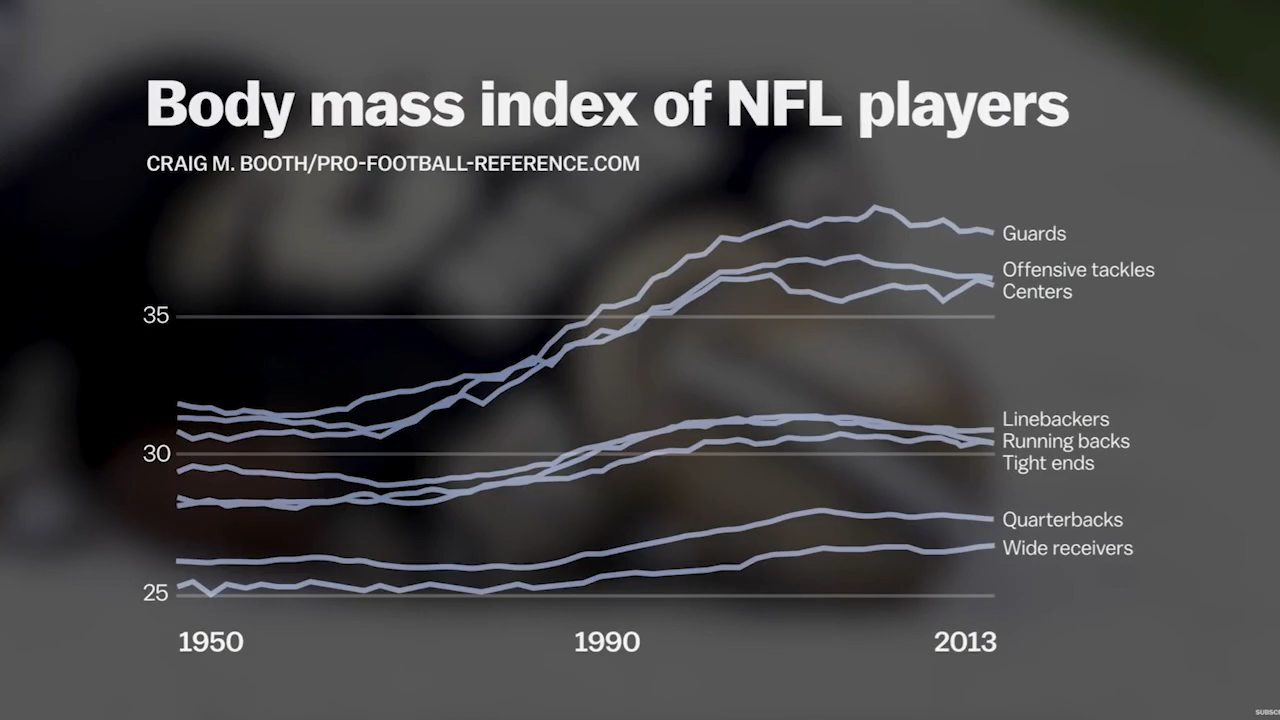 Body mass index of NFL players
CRAIG M. BOOTH/PRO-FOOTBALL-REFERENCE.COM
Guards
Offensive tackles
Centers
35
Linebackers
Running backs
30
Tight ends
Quarterbacks
Wide receivers
25
1950 1990 2013